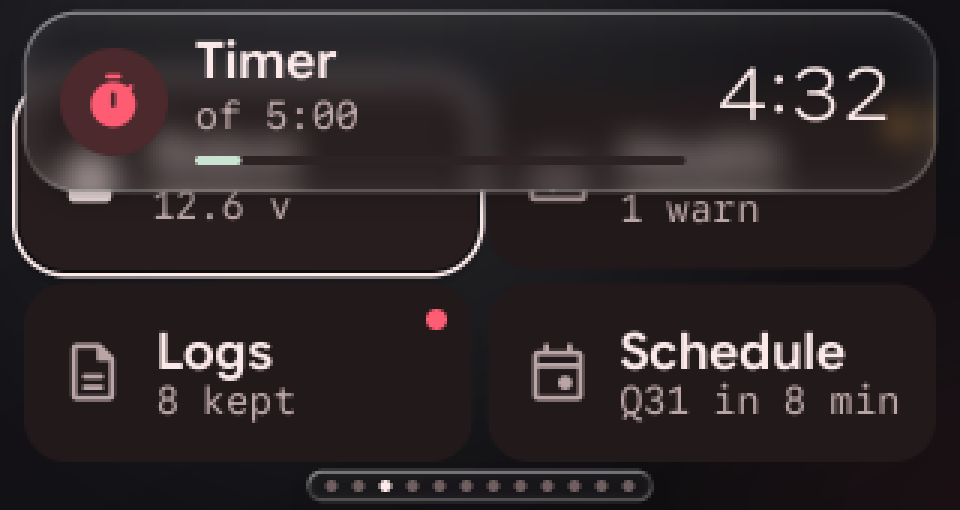 Timer
of 5:00
4:32
12.6 v
1 warn
Logs
8 kept
Schedule
Q31 in 8 min